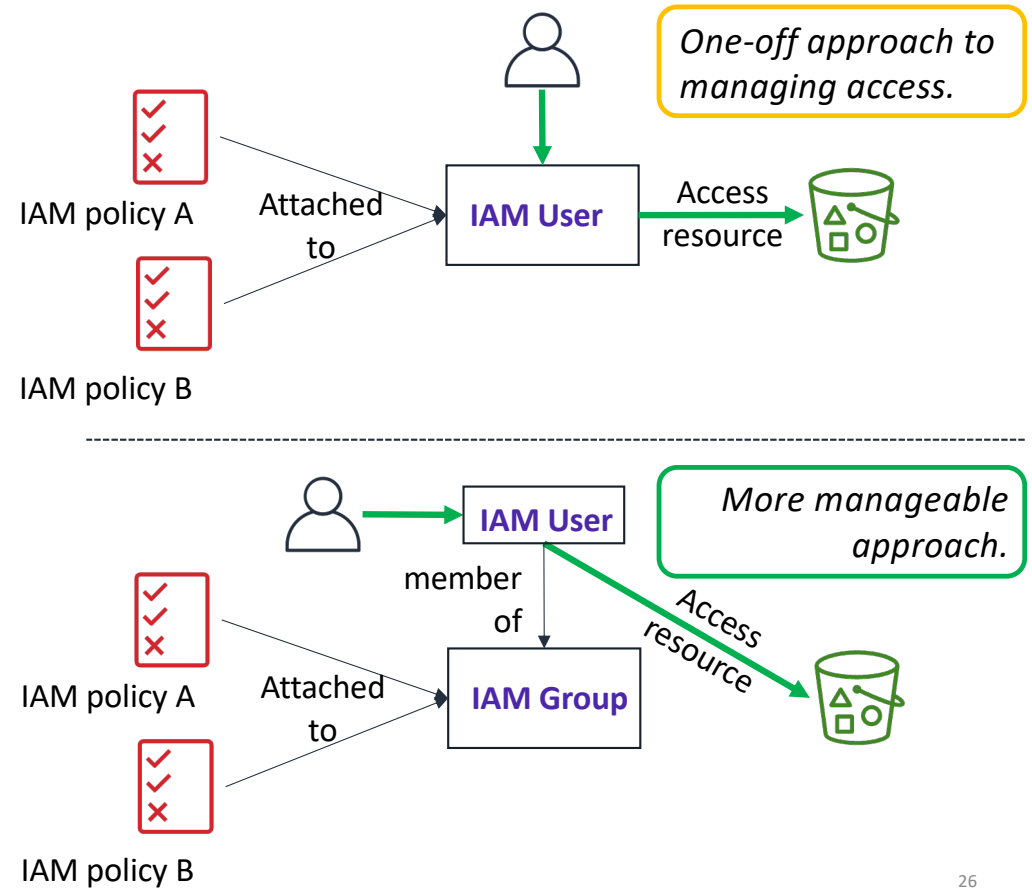 One-off approach to
managing access.
IAM policy A
Attached
to
IAM User
Access
resource
IAM policy B
IAM User
More manageable
approach.
member
of
Access
resource
IAM policy A
Attached
to
IAM Group
IAM policy B
26